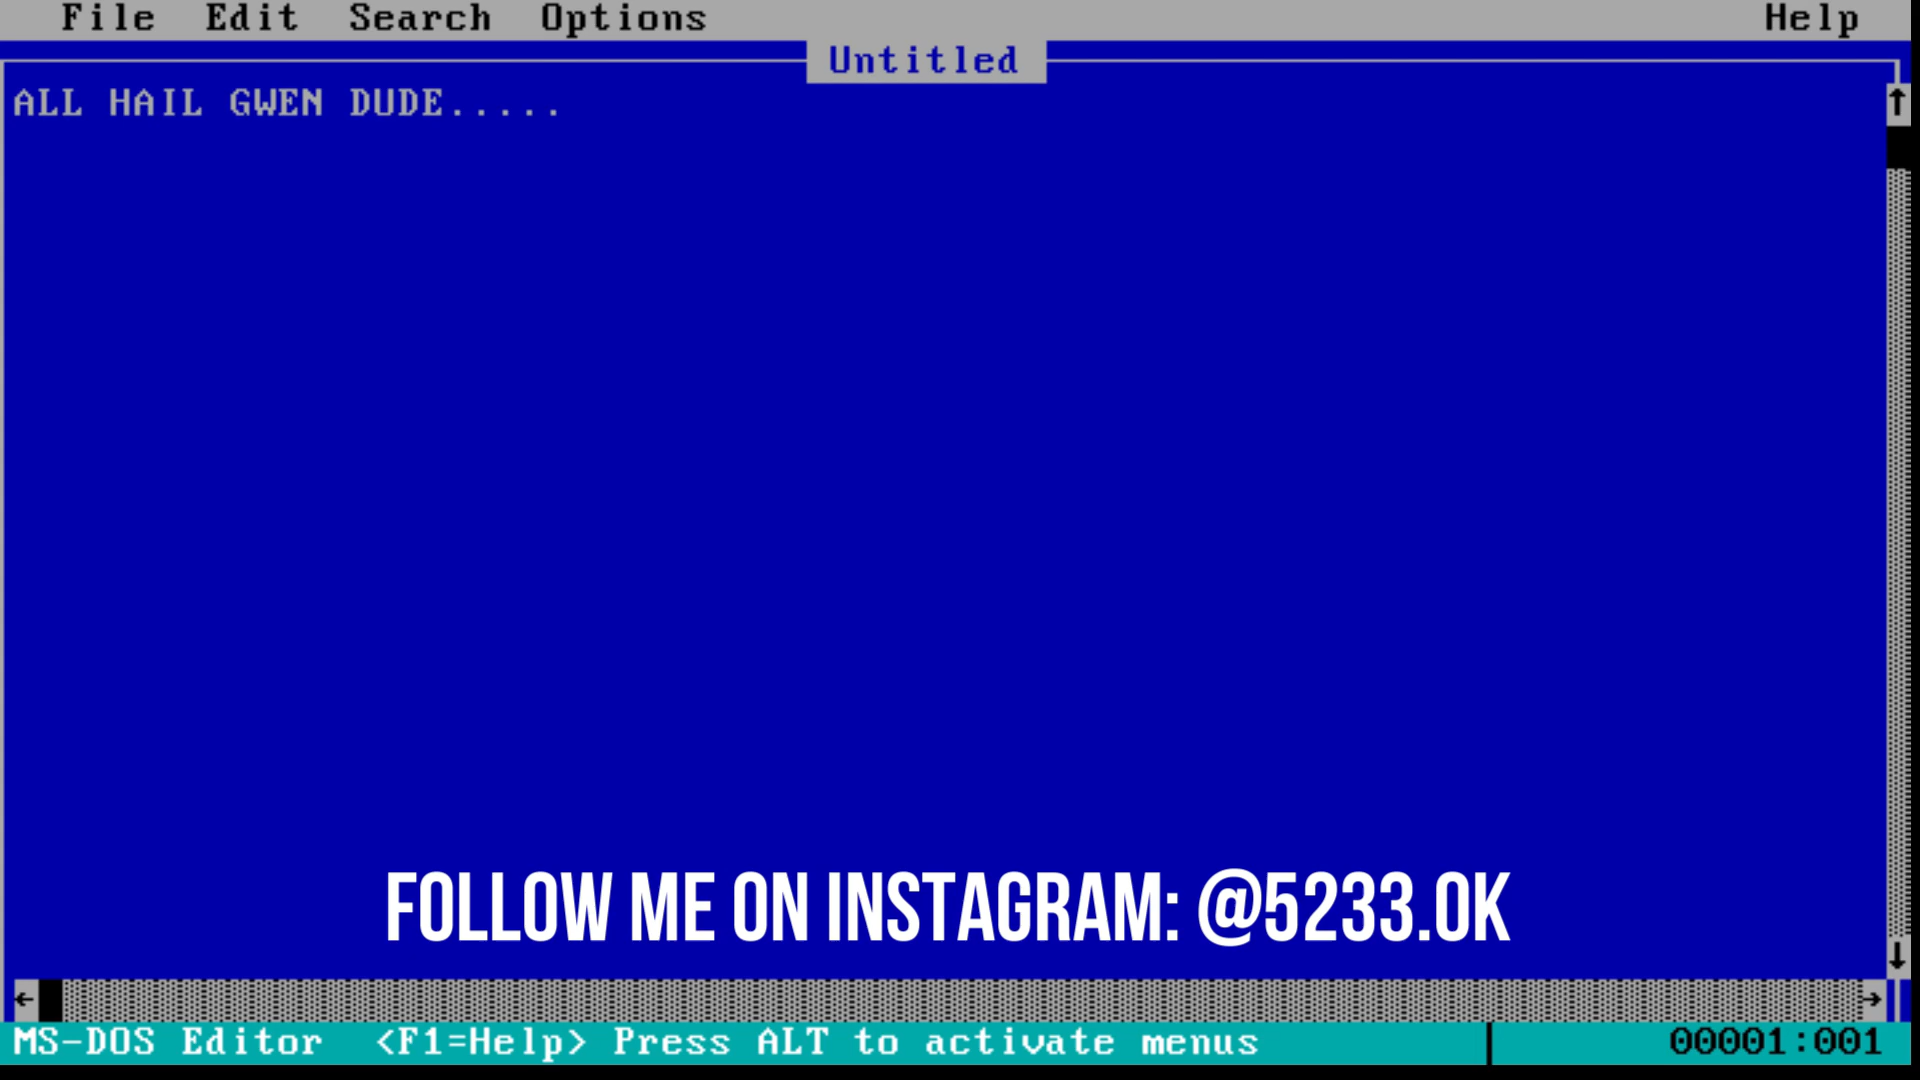 File Edit Search Options Help
Untitled
ALL HAIL GWEN DUDE.....
FOLLOW ME ON INSTAGRAM: @5233.OK
MS-DOS Editor <F1=Help> Press ALT to activate menus 00001:001